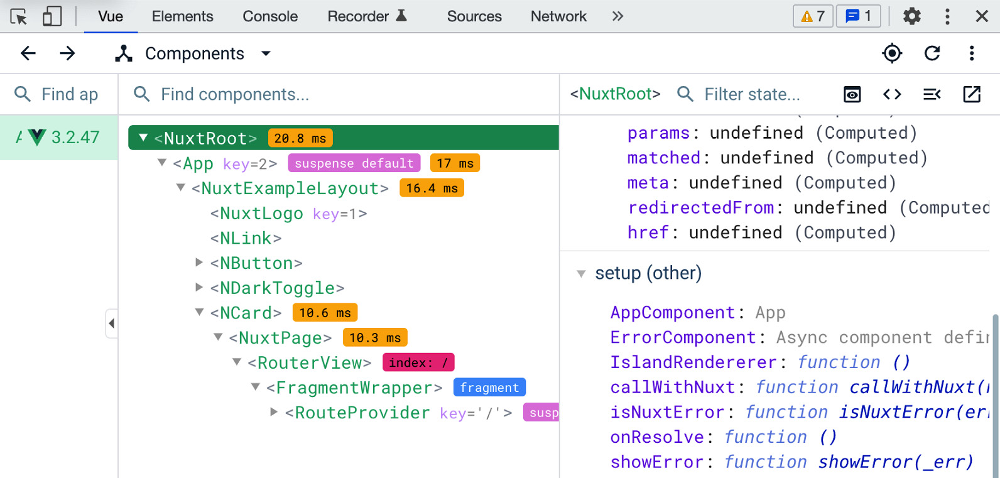 Vue Elements Console Recorder Sources Network 7 1
Components
Find ap
Find components...
<NuxtRoot> Filter state...
3.2.47
<NuxtRoot> 20.8 ms
<App key=2> suspense default 17 ms
<NuxtExampleLayout> 16.4 ms
<NuxtLogo key=1>
<NLink>
<NButton>
<NDarkToggle>
<NCard> 10.6 ms
<NuxtPage> 10.3 ms
<RouterView> index: /
<FragmentWrapper> fragment
<RouteProvider key='/'> susp
params: undefined (Computed)
matched: undefined (Computed)
meta: undefined (Computed)
redirectedFrom: undefined (Computed
href: undefined (Computed)
setup (other)
AppComponent: App
ErrorComponent: Async component defin
IslandRendererer: function ()
callWithNuxt: function callWithNuxt(
isNuxtError: function isNuxtError(er
onResolve: function ()
showError: function showError(_err)